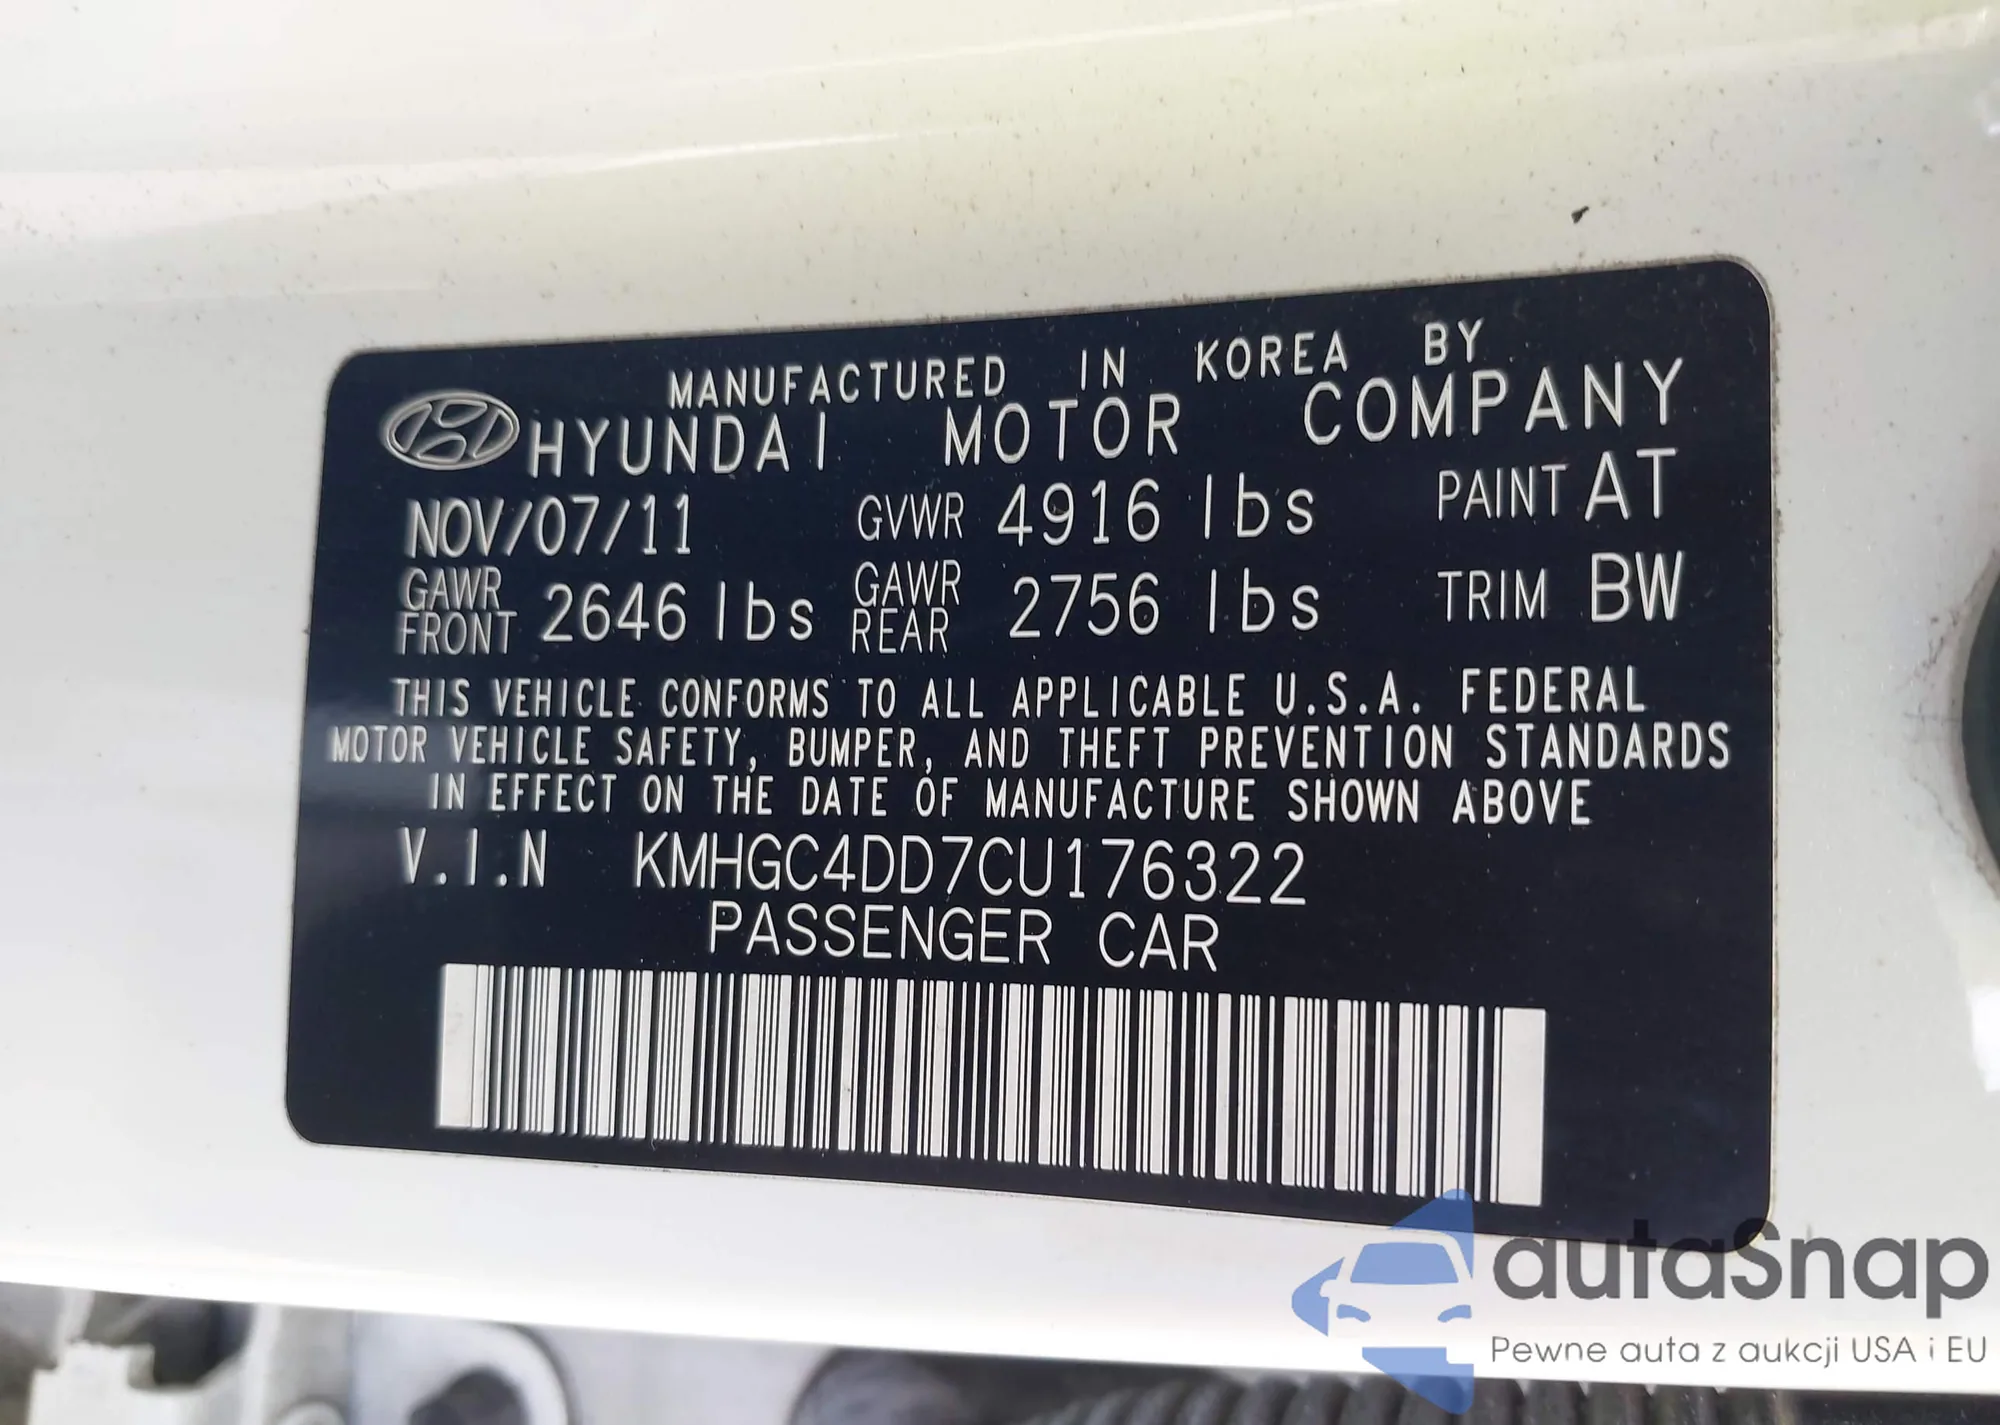 MANUFACTURED IN KOREA BY
HYUNDAI MOTOR COMPANY
NOV/07/11 GVWR 4916 lbs PAINT AT
GAWR FRONT 2646 lbs GAWR REAR 2756 lbs TRIM BW
THIS VEHICLE CONFORMS TO ALL APPLICABLE U.S.A. FEDERAL
MOTOR VEHICLE SAFETY, BUMPER, AND THEFT PREVENTION STANDARDS
IN EFFECT ON THE DATE OF MANUFACTURE SHOWN ABOVE
V.I.N KMHGC4DD7CU176322
PASSENGER CAR
autaSnap
Pewne auta z aukcji USA i EU